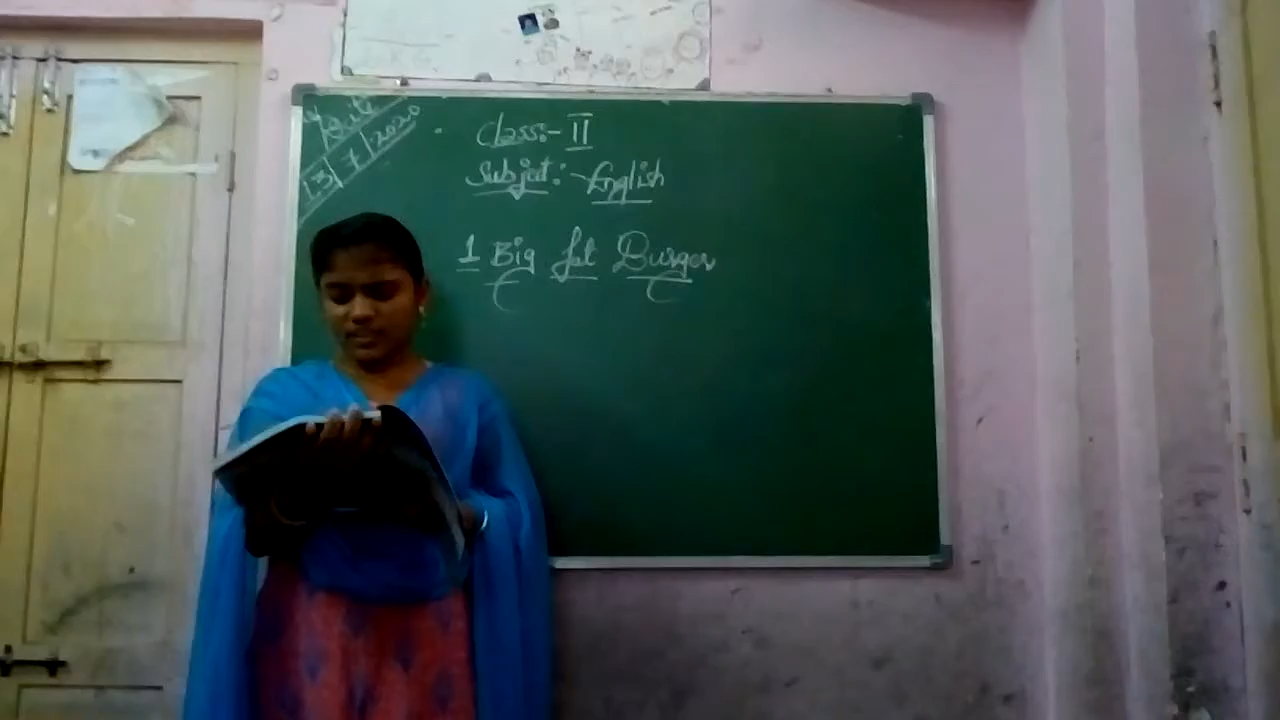 Date
13/7/2020
Class:- II
Subject:- English
1 Big fat Burger